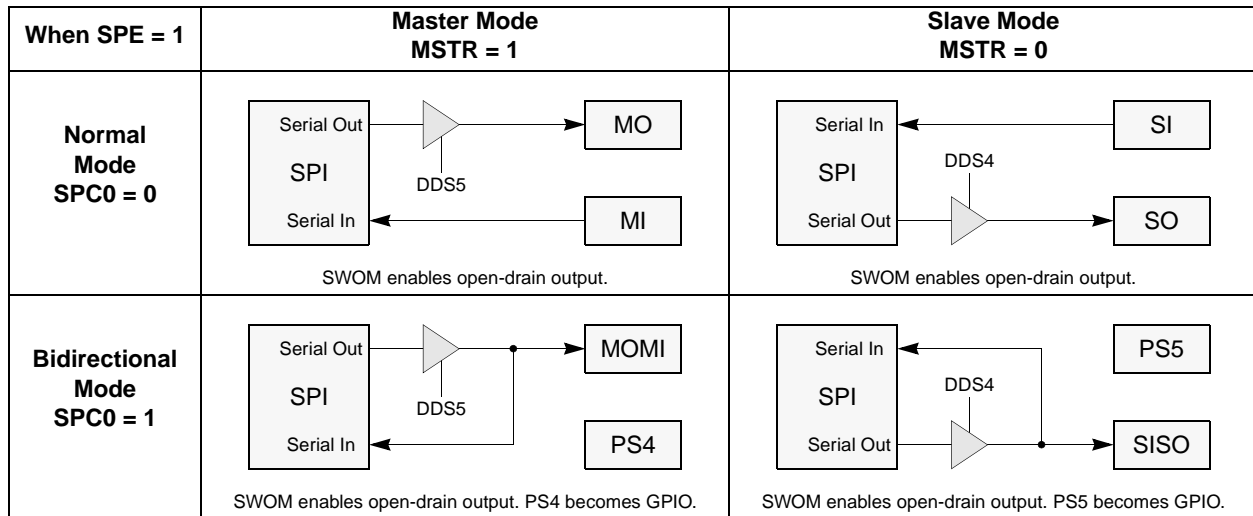 When SPE = 1
Master Mode
MSTR = 1
Slave Mode
MSTR = 0
Normal
Mode
SPC0 = 0
Serial Out
SPI
Serial In
DDS5
MO
MI
SWOM enables open-drain output.
Serial In
SPI
Serial Out
DDS4
SI
SO
SWOM enables open-drain output.
Bidirectional
Mode
SPC0 = 1
Serial Out
SPI
Serial In
DDS5
MOMI
PS4
SWOM enables open-drain output. PS4 becomes GPIO.
Serial In
SPI
Serial Out
DDS4
PS5
SISO
SWOM enables open-drain output. PS5 becomes GPIO.